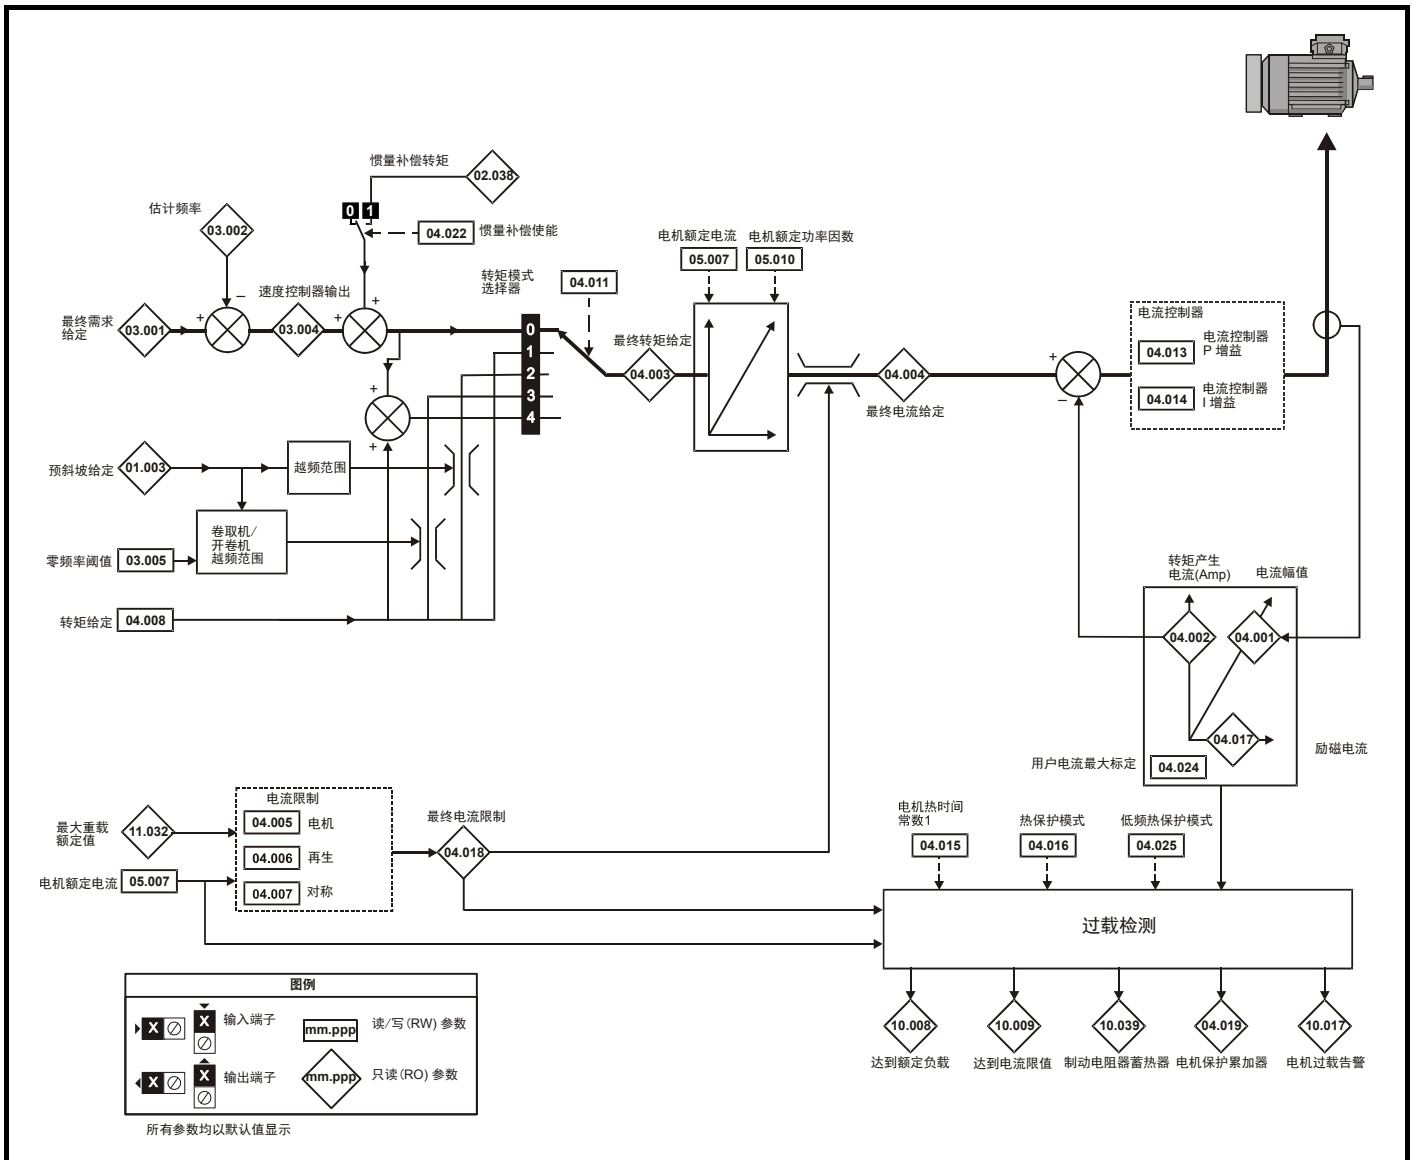 惯量补偿转矩
02.038
0 1
04.022
惯量补偿使能
估计频率
03.002
速度控制器输出
最终需求
给定
03.001
+
−
03.004
+
+
转矩模式
选择器
04.011
0
1
2
3
4
+
+
最终转矩给定
04.003
电机额定电流
05.007
电机额定功率因数
05.010
04.004
最终电流给定
+
−
电流控制器
04.013
电流控制器
P 增益
04.014
电流控制器
I 增益
预斜坡给定
01.003
越频范围
卷取机/
开卷机
越频范围
零频率阈值
03.005
转矩给定
04.008
转矩产生
电流(Amp)
电流幅值
04.002
04.001
04.017
励磁电流
用户电流最大标定
04.024
最大重载
额定值
11.032
电机额定电流
05.007
电流限制
04.005 电机
04.006 再生
04.007 对称
最终电流限制
04.018
电机热时间
常数1
04.015
热保护模式
04.016
低频热保护模式
04.025
过载检测
10.008
达到额定负载
10.009
达到电流限值
10.039
制动电阻器蓄热器
04.019
电机保护累加器
10.017
电机过载告警
图例
X X 输入端子
mm.ppp 读/写(RW) 参数
X X 输出端子
mm.ppp 只读(RO) 参数
所有参数均以默认值显示